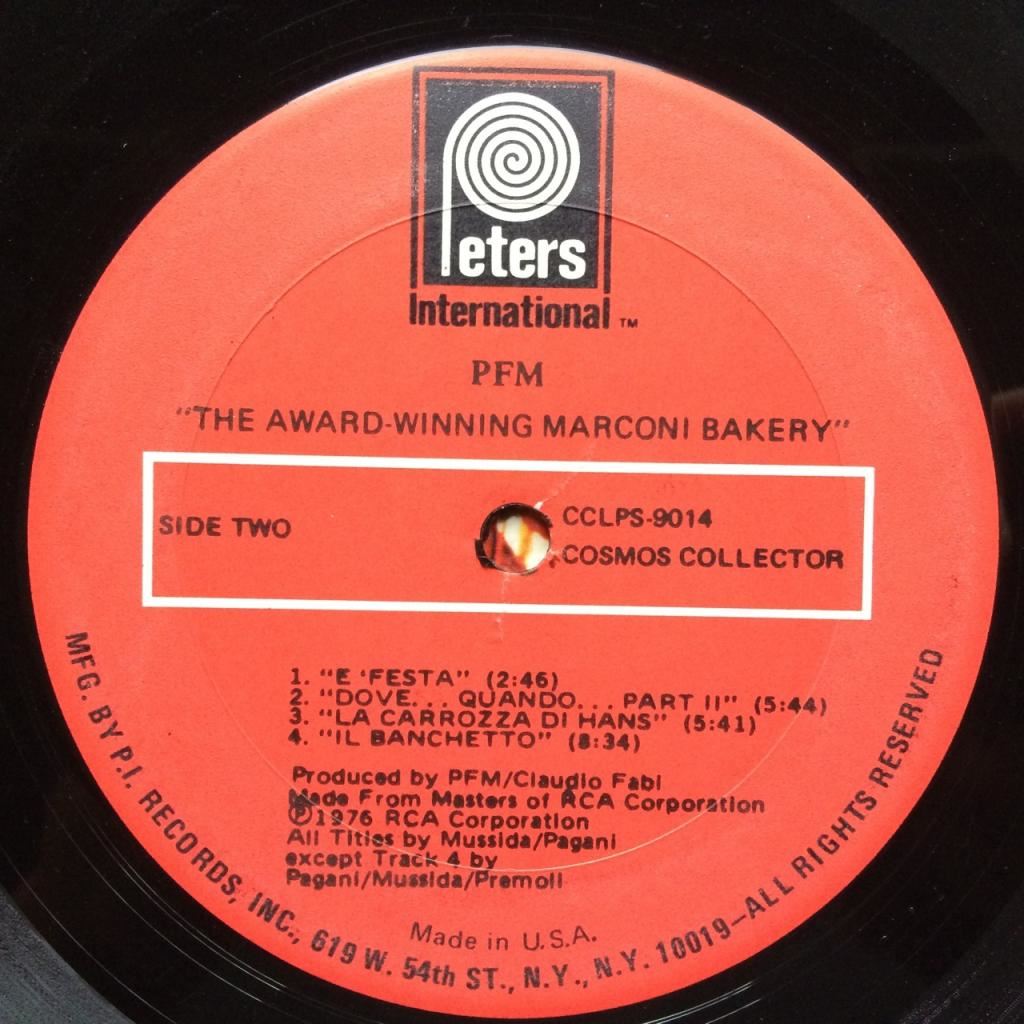 Peters
International ™
PFM
"THE AWARD-WINNING MARCONI BAKERY"
SIDE TWO
CCLPS-9014
COSMOS COLLECTOR
1. "E 'FESTA" (2:46)
2. "DOVE... QUANDO... PART II" (5:44)
3. "LA CARROZZA DI HANS" (5:41)
4. "IL BANCHETTO" (8:34)
Produced by PFM/Claudio Fabi
Made From Masters of RCA Corporation
Ⓟ1976 RCA Corporation
All Titles by Mussida/Pagani
except Track 4 by
Pagani/Mussida/Premoli
Made in U.S.A.
MFG. BY P.I. RECORDS, INC., 619 W. 54th ST., N.Y., N.Y. 10019—ALL RIGHTS RESERVED